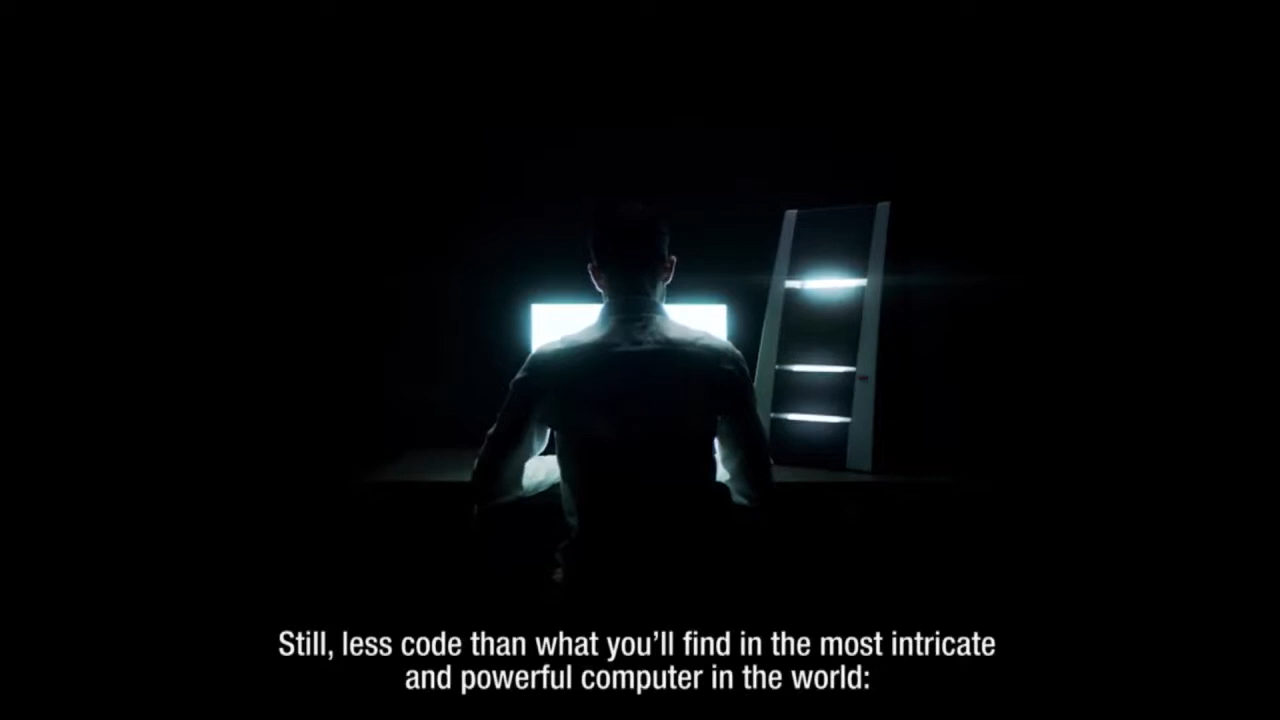 Still, less code than what you'll find in the most intricate
and powerful computer in the world: